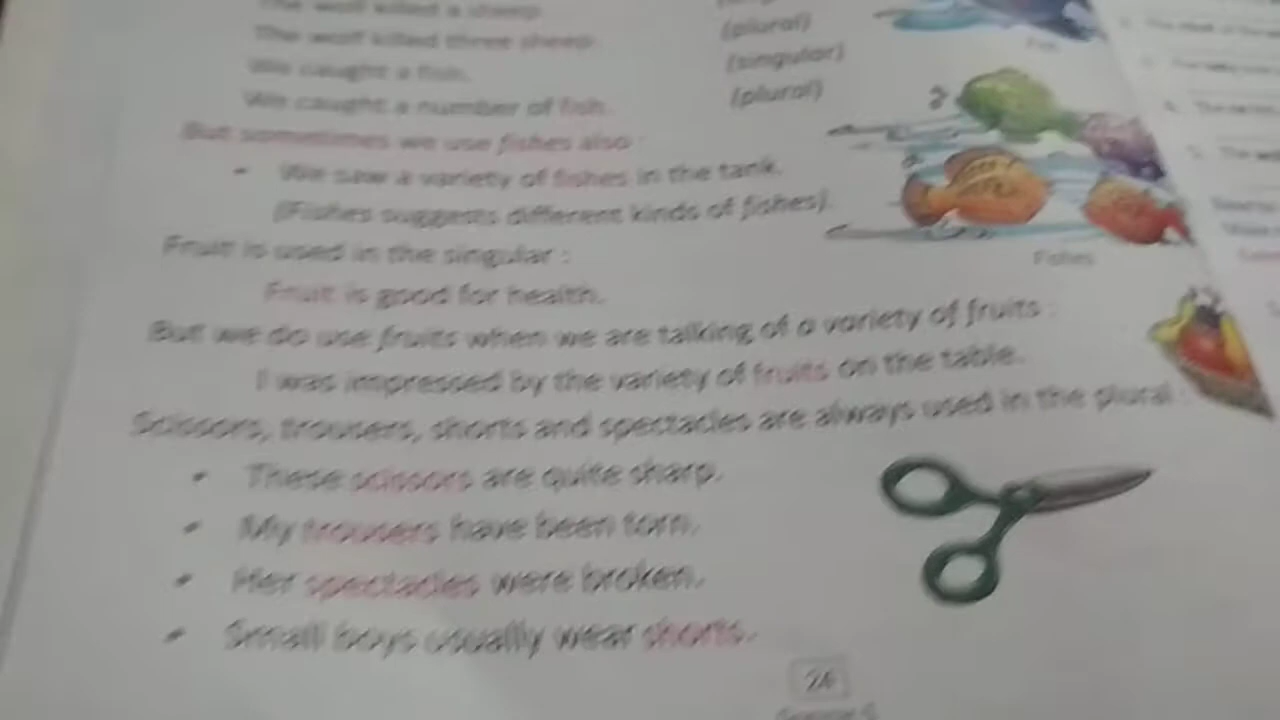 The wolf killed a sheep.
The wolf killed three sheep. (plural)
We caught a fish. (singular)
We caught a number of fish. (plural)
But sometimes we use fishes also
We saw a variety of fishes in the tank.
(Fishes suggests different kinds of fishes).
Fishes
Fruit is used in the singular :
Fruit is good for health.
But we do use fruits when we are talking of a variety of fruits :
I was impressed by the variety of fruits on the table.
Scissors, trousers, shorts and spectacles are always used in the plural
• These scissors are quite sharp.
• My trousers have been torn.
• Her spectacles were broken.
• Small boys usually wear shorts.